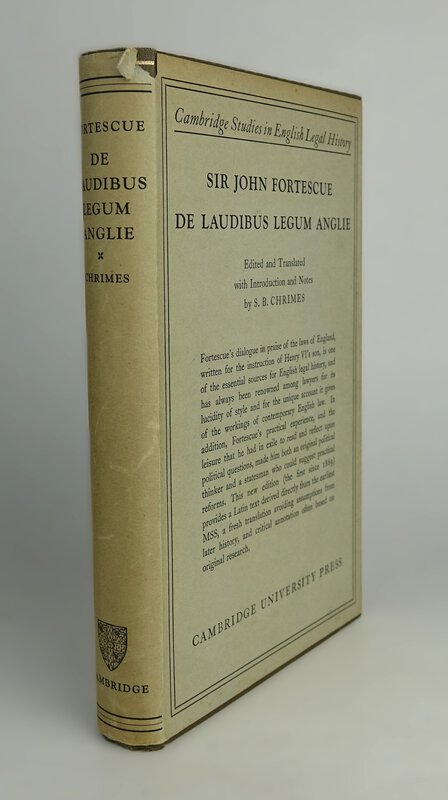 ORTESCUE
DE
LAUDIBUS
LEGUM
ANGLIE
CHRIMES
AMBRIDGE
Cambridge Studies in English Legal History
SIR JOHN FORTESCUE
DE LAUDIBUS LEGUM ANGLIE
Edited and Translated
with Introduction and Notes
by S. B. CHRIMES
Fortescue's dialogue in praise of the laws of England,
written for the instruction of Henry VI's son, is one
of the essential sources for English legal history, and
has always been renowned among lawyers for its
lucidity of style and for the unique account it gives
of the workings of contemporary English law. In
addition, Fortescue's practical experience, and the
leisure that he had in exile to read and reflect upon
political questions, made him both an original political
thinker and a statesman who could suggest practical
reforms. This new edition (the first since 1869)
provides a Latin text derived directly from the earliest
MSS, a fresh translation avoiding assumptions from
later history, and critical annotation often based on
original research.
CAMBRIDGE UNIVERSITY PRESS